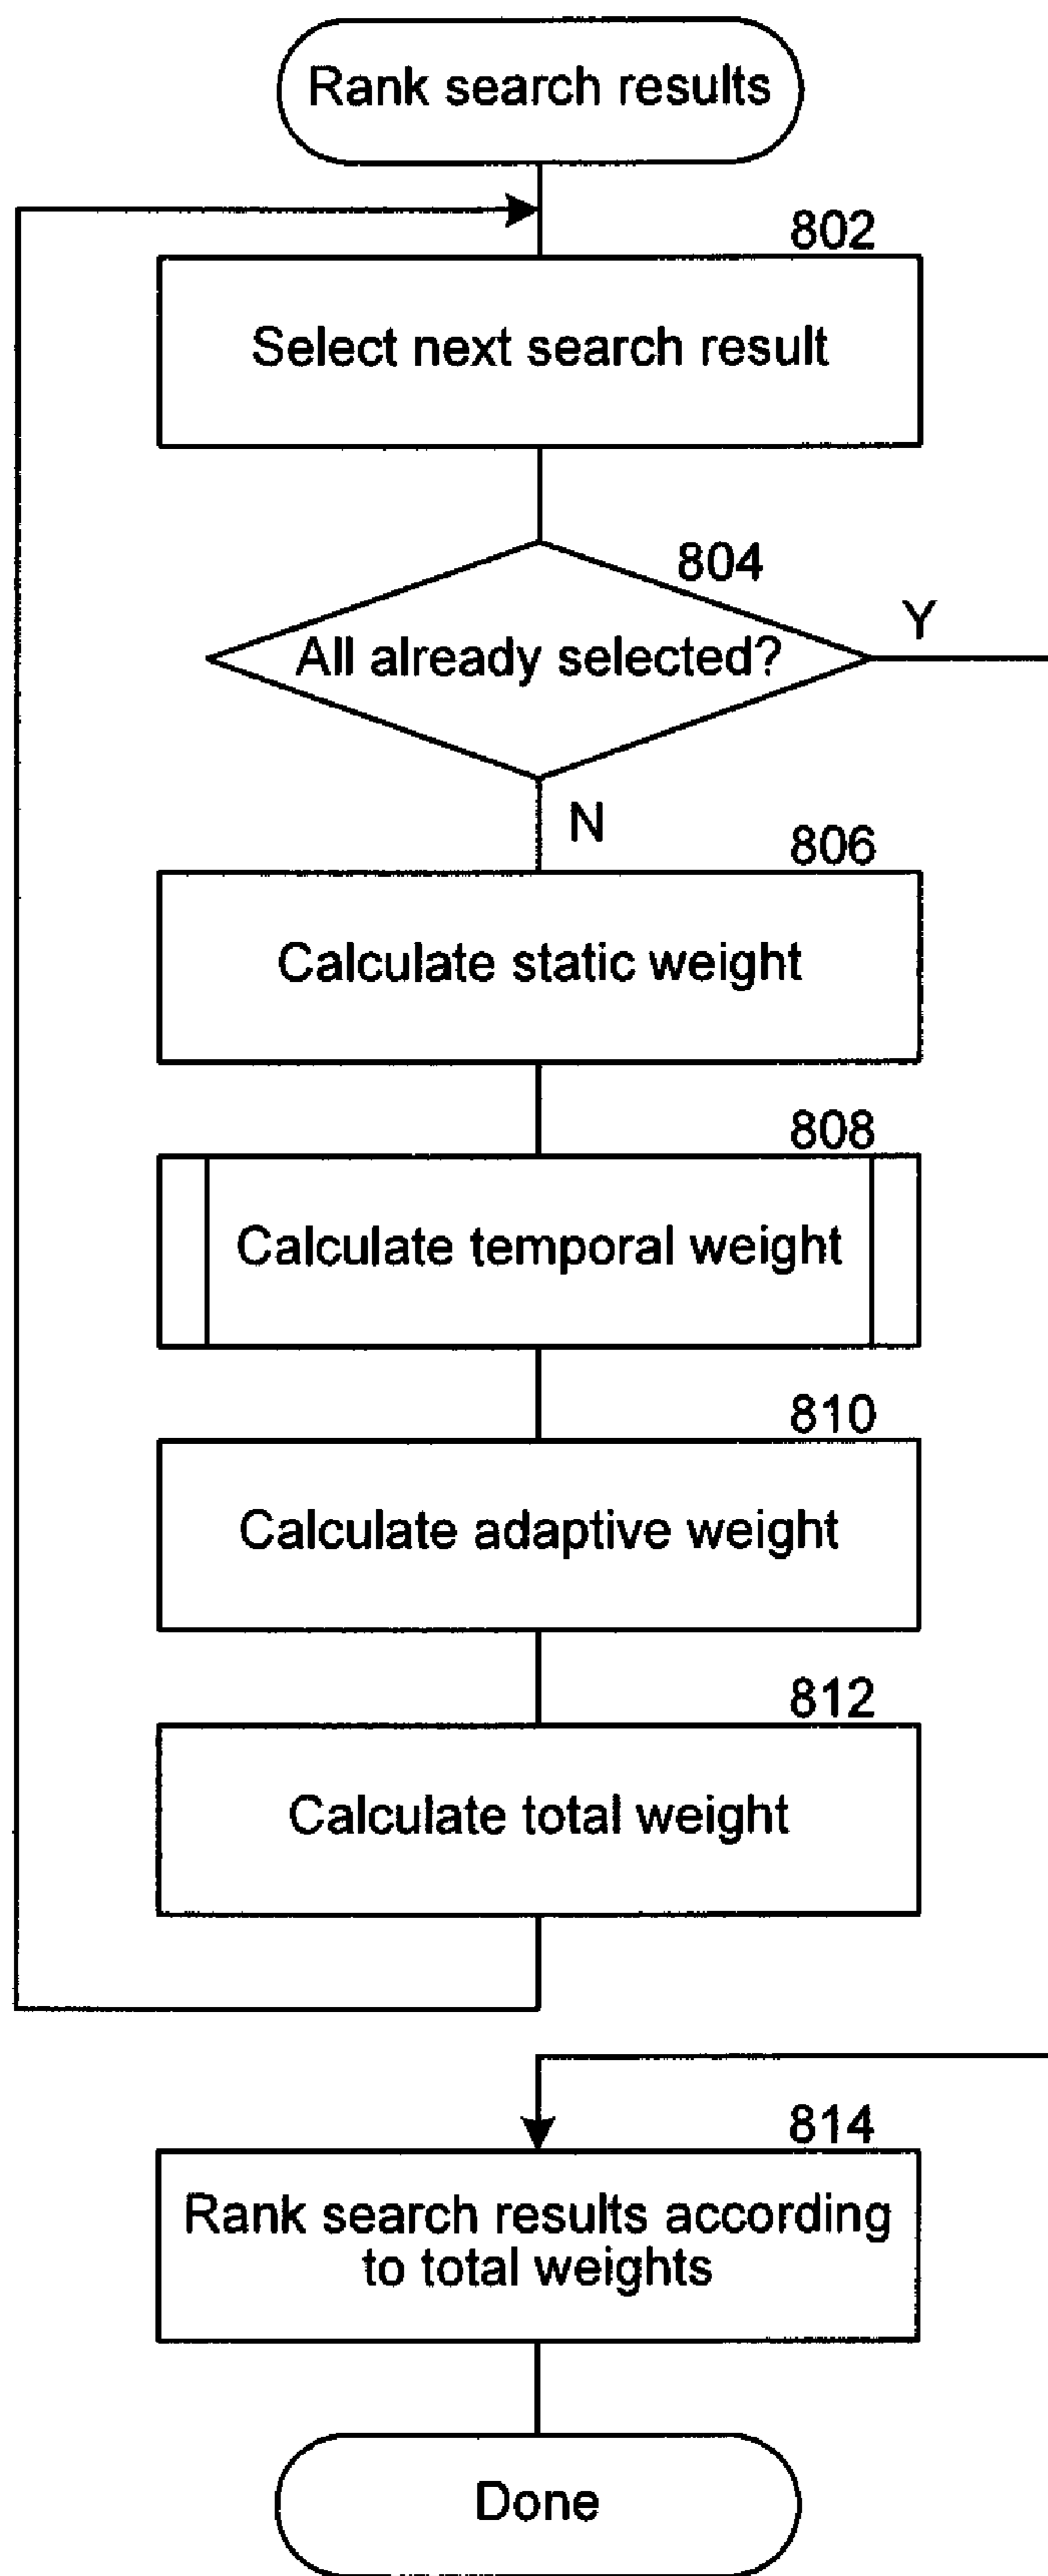 Rank search results
802
Select next search result
804
Y
All already selected?
N
806
Calculate static weight
808
Calculate temporal weight
810
Calculate adaptive weight
812
Calculate total weight
814
Rank search results according
to total weights
Done